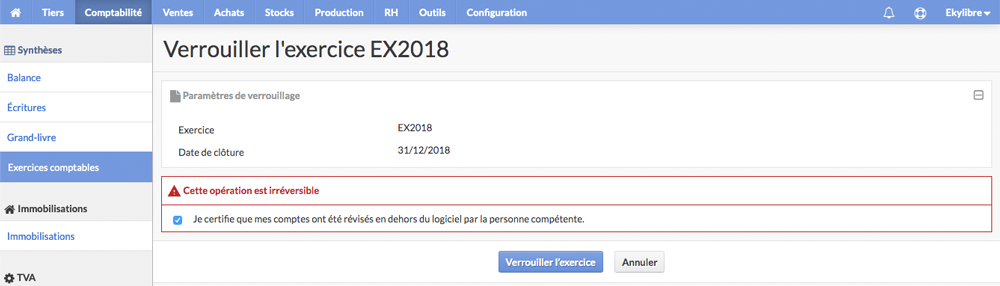 Tiers Comptabilité Ventes Achats Stocks Production RH Outils Configuration Ekylibre
Synthèses
Balance
Écritures
Grand-livre
Exercices comptables
Immobilisations
Immobilisations
TVA
Verrouiller l'exercice EX2018
Paramètres de verrouillage
Exercice EX2018
Date de clôture 31/12/2018
Cette opération est irréversible
Je certifie que mes comptes ont été révisés en dehors du logiciel par la personne compétente.
Verrouiller l'exercice Annuler